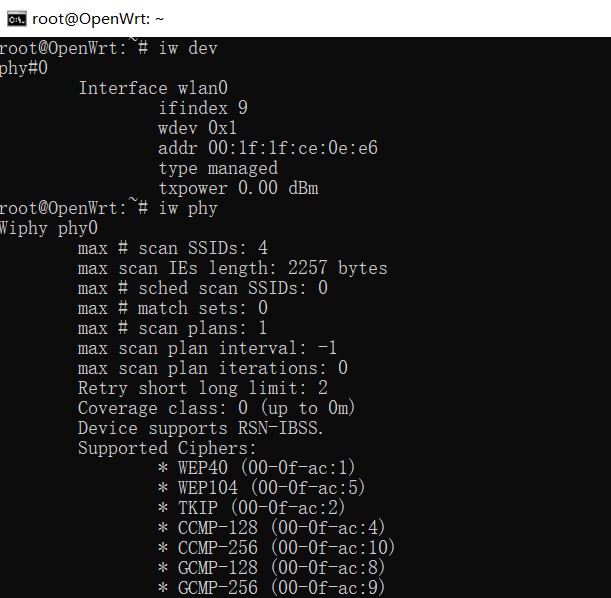 root@OpenWrt: ~
root@OpenWrt:~# iw dev
phy#0
Interface wlan0
ifindex 9
wdev 0x1
addr 00:1f:1f:ce:0e:e6
type managed
txpower 0.00 dBm
root@OpenWrt:~# iw phy
Wiphy phy0
max # scan SSIDs: 4
max scan IEs length: 2257 bytes
max # sched scan SSIDs: 0
max # match sets: 0
max # scan plans: 1
max scan plan interval: -1
max scan plan iterations: 0
Retry short long limit: 2
Coverage class: 0 (up to 0m)
Device supports RSN-IBSS.
Supported Ciphers:
* WEP40 (00-0f-ac:1)
* WEP104 (00-0f-ac:5)
* TKIP (00-0f-ac:2)
* CCMP-128 (00-0f-ac:4)
* CCMP-256 (00-0f-ac:10)
* GCMP-128 (00-0f-ac:8)
* GCMP-256 (00-0f-ac:9)